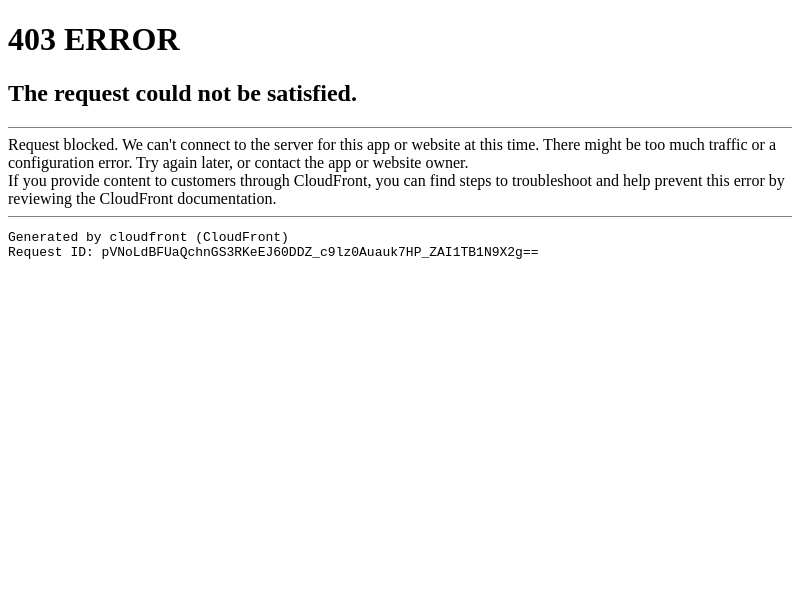 403 ERROR
The request could not be satisfied.
Request blocked. We can't connect to the server for this app or website at this time. There might be too much traffic or a
configuration error. Try again later, or contact the app or website owner.
If you provide content to customers through CloudFront, you can find steps to troubleshoot and help prevent this error by
reviewing the CloudFront documentation.
Generated by cloudfront (CloudFront)
Request ID: pVNoLdBFUaQchnGS3RKeEJ60DDZ_c9lz0Auauk7HP_ZAI1TB1N9X2g==